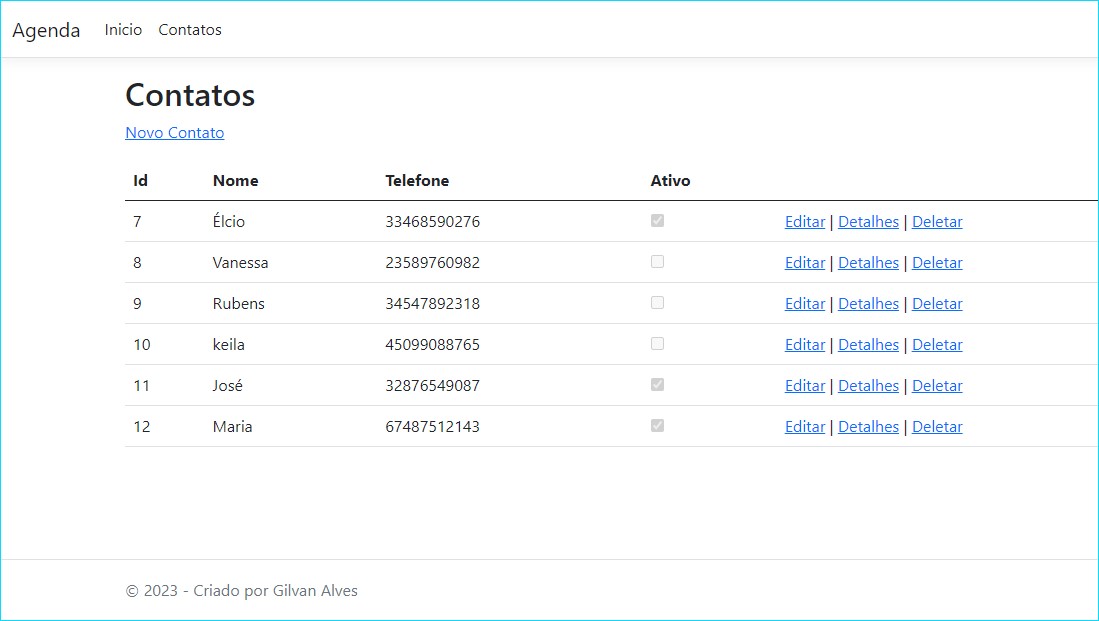 Agenda Inicio Contatos
Contatos
Novo Contato
Id Nome Telefone Ativo
7 Élcio 33468590276 Editar | Detalhes | Deletar
8 Vanessa 23589760982 Editar | Detalhes | Deletar
9 Rubens 34547892318 Editar | Detalhes | Deletar
10 keila 45099088765 Editar | Detalhes | Deletar
11 José 32876549087 Editar | Detalhes | Deletar
12 Maria 67487512143 Editar | Detalhes | Deletar
© 2023 - Criado por Gilvan Alves